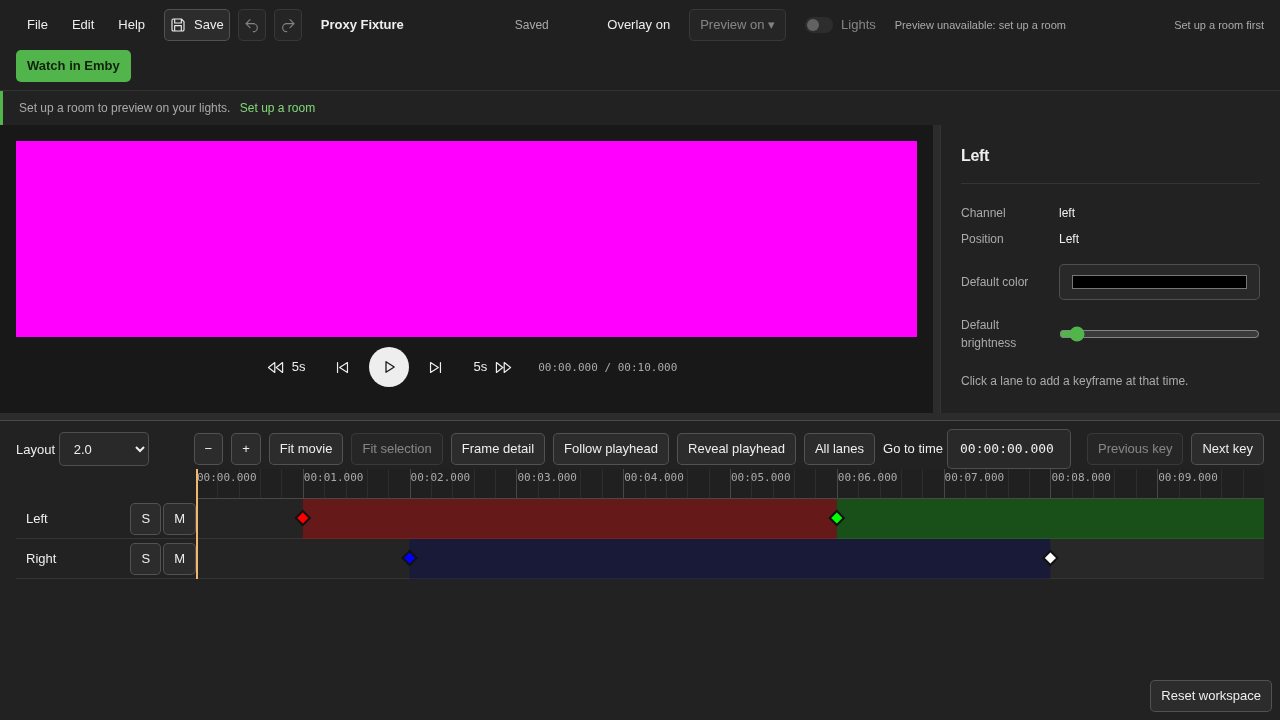 File Edit Help Save Proxy Fixture Saved Overlay on Preview on ▾ Lights Preview unavailable: set up a room Set up a room first
Watch in Emby
Set up a room to preview on your lights. Set up a room
Left
Channel left
Position Left
Default color
Default
brightness
Click a lane to add a keyframe at that time.
5s 5s 00:00.000 / 00:10.000
Layout 2.0 − + Fit movie Fit selection Frame detail Follow playhead Reveal playhead All lanes Go to time 00:00:00.000 Previous key Next key
00:00.000 00:01.000 00:02.000 00:03.000 00:04.000 00:05.000 00:06.000 00:07.000 00:08.000 00:09.000
Left S M
Right S M
Reset workspace